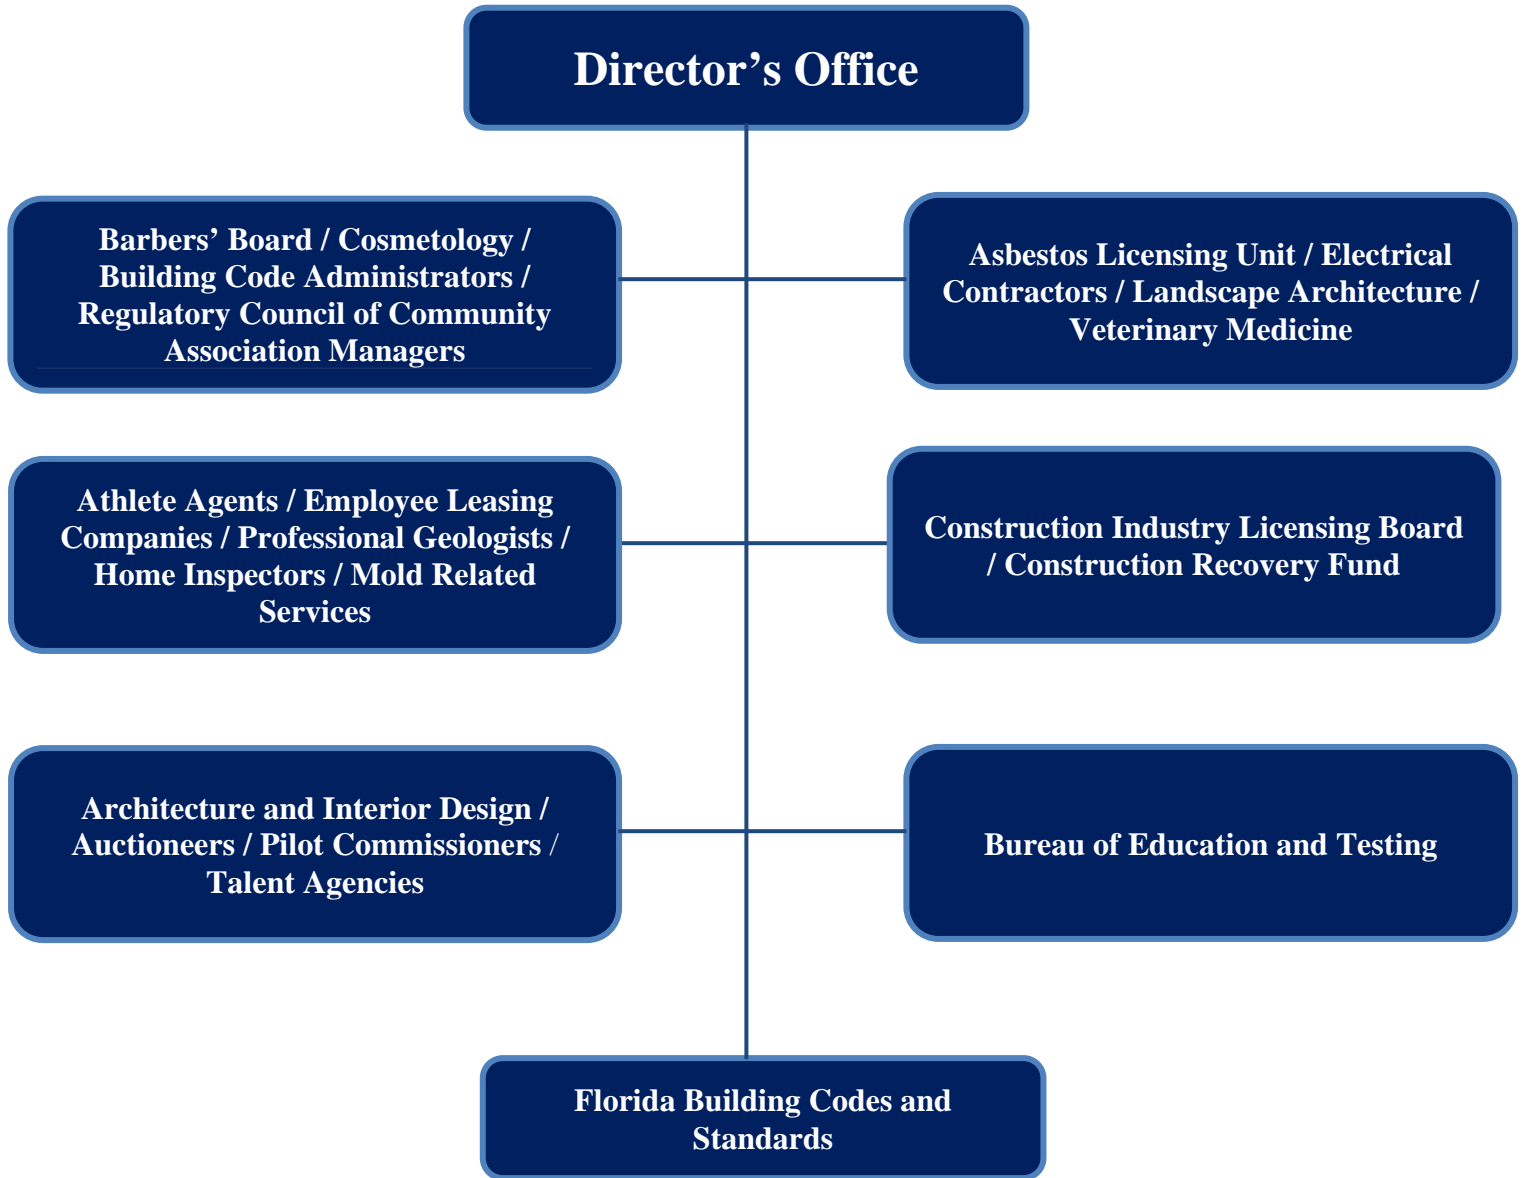 Director’s Office
Barbers’ Board / Cosmetology /
Building Code Administrators /
Regulatory Council of Community
Association Managers
Asbestos Licensing Unit / Electrical
Contractors / Landscape Architecture /
Veterinary Medicine
Athlete Agents / Employee Leasing
Companies / Professional Geologists /
Home Inspectors / Mold Related
Services
Construction Industry Licensing Board
/ Construction Recovery Fund
Architecture and Interior Design /
Auctioneers / Pilot Commissioners /
Talent Agencies
Bureau of Education and Testing
Florida Building Codes and
Standards